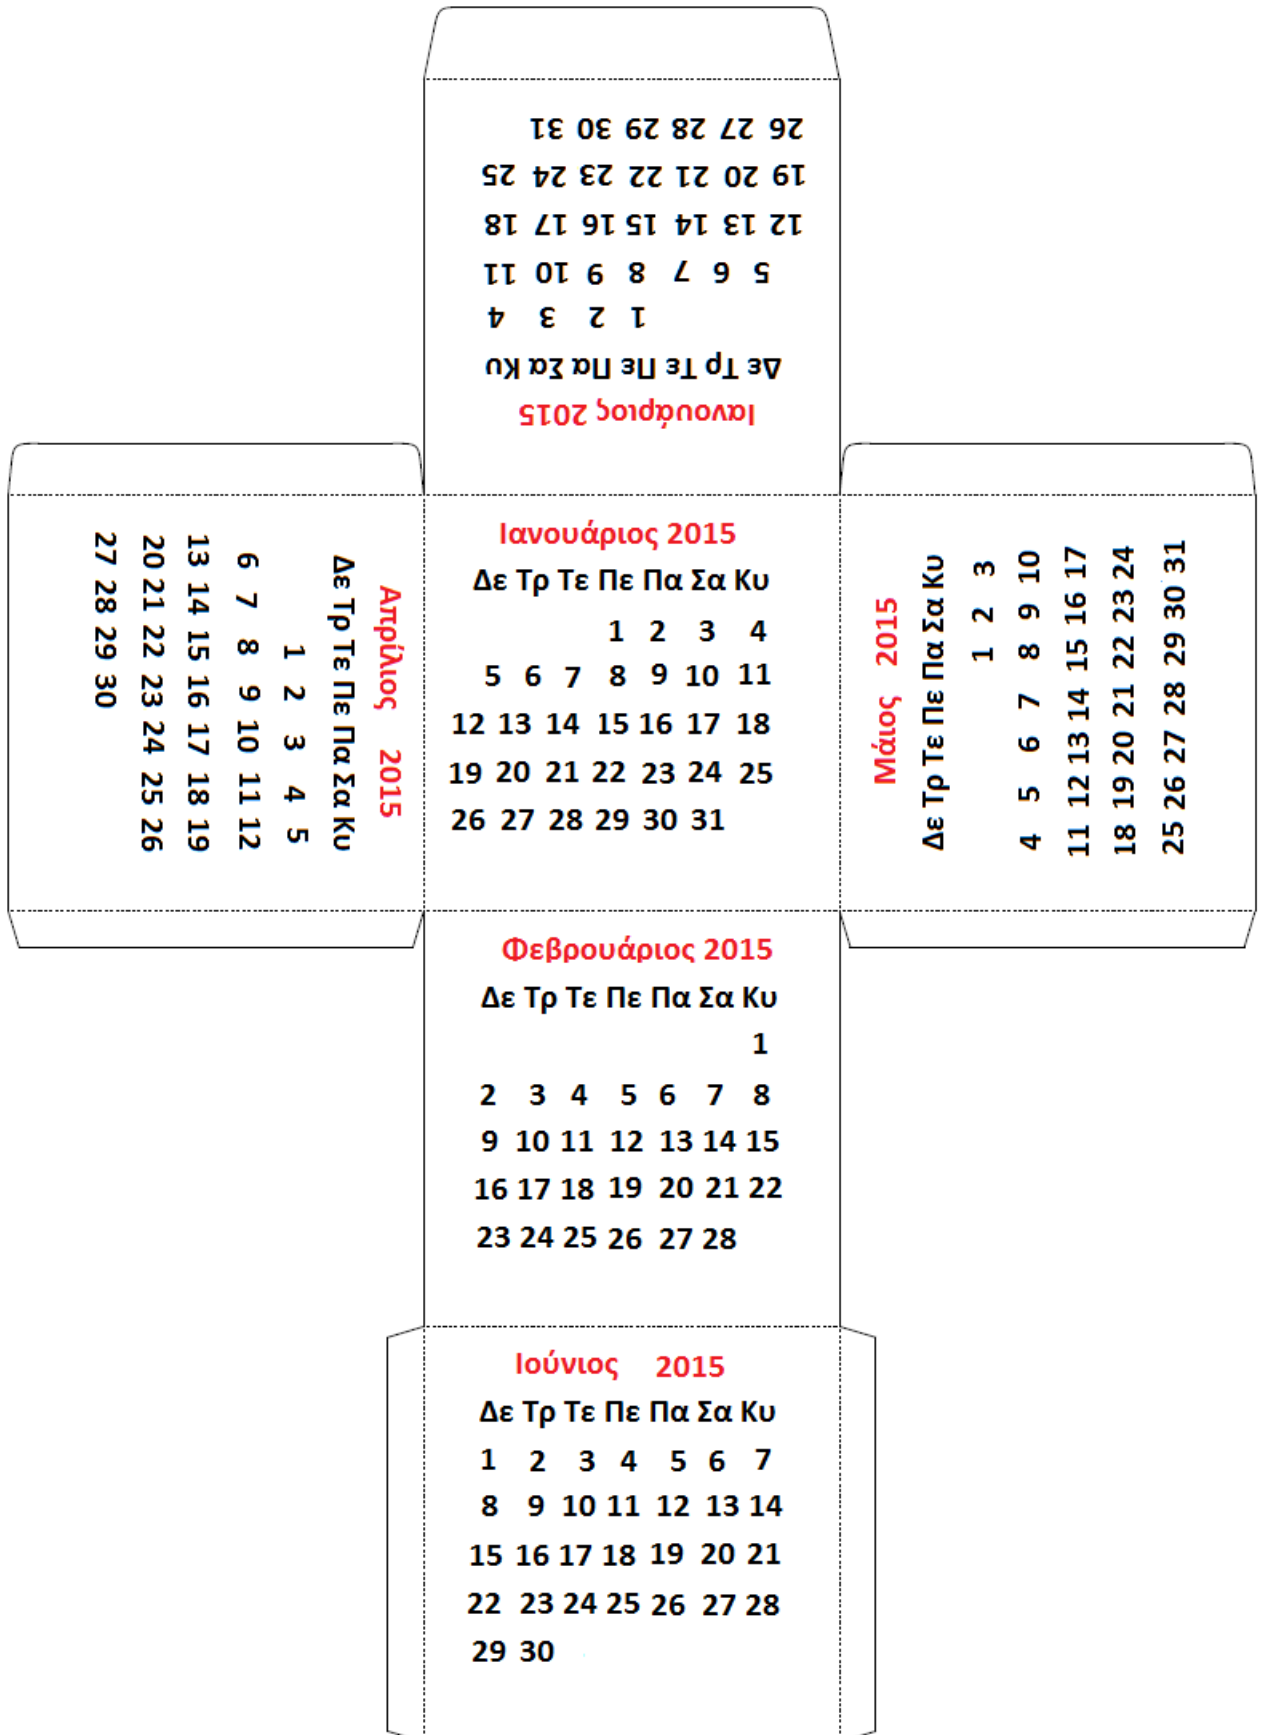 Ιανουάριος 2015
Δε Τρ Τε Πε Πα Σα Κυ
1 2 3 4
5 6 7 8 9 10 11
12 13 14 15 16 17 18
19 20 21 22 23 24 25
26 27 28 29 30 31
Απρίλιος 2015
Δε Τρ Τε Πε Πα Σα Κυ
1 2 3 4 5
6 7 8 9 10 11 12
13 14 15 16 17 18 19
20 21 22 23 24 25 26
27 28 29 30
Ιανουάριος 2015
Δε Τρ Τε Πε Πα Σα Κυ
1 2 3 4
5 6 7 8 9 10 11
12 13 14 15 16 17 18
19 20 21 22 23 24 25
26 27 28 29 30 31
Μάιος 2015
Δε Τρ Τε Πε Πα Σα Κυ
1 2 3
4 5 6 7 8 9 10
11 12 13 14 15 16 17
18 19 20 21 22 23 24
25 26 27 28 29 30 31
Φεβρουάριος 2015
Δε Τρ Τε Πε Πα Σα Κυ
1
2 3 4 5 6 7 8
9 10 11 12 13 14 15
16 17 18 19 20 21 22
23 24 25 26 27 28
Ιούνιος 2015
Δε Τρ Τε Πε Πα Σα Κυ
1 2 3 4 5 6 7
8 9 10 11 12 13 14
15 16 17 18 19 20 21
22 23 24 25 26 27 28
29 30